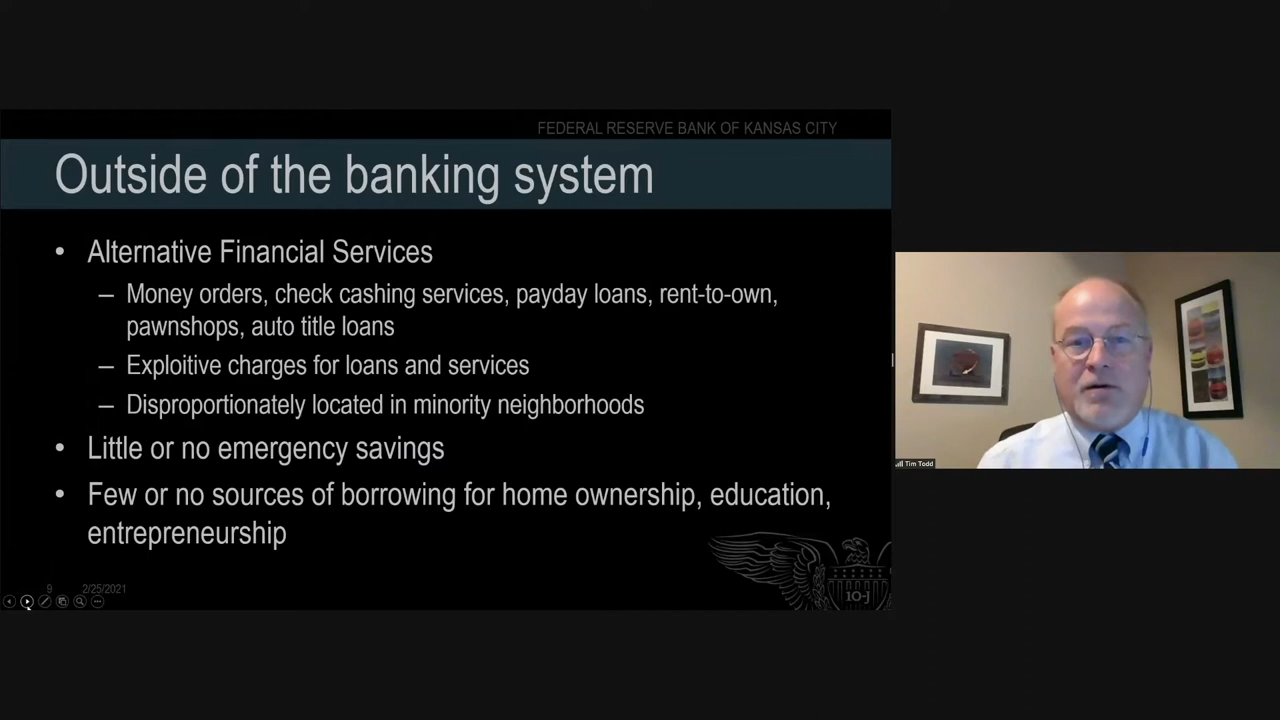 FEDERAL RESERVE BANK OF KANSAS CITY
Outside of the banking system
• Alternative Financial Services
– Money orders, check cashing services, payday loans, rent-to-own,
pawnshops, auto title loans
– Exploitive charges for loans and services
– Disproportionately located in minority neighborhoods
• Little or no emergency savings
• Few or no sources of borrowing for home ownership, education,
entrepreneurship
9 2/25/2021
10-J
Tim Todd